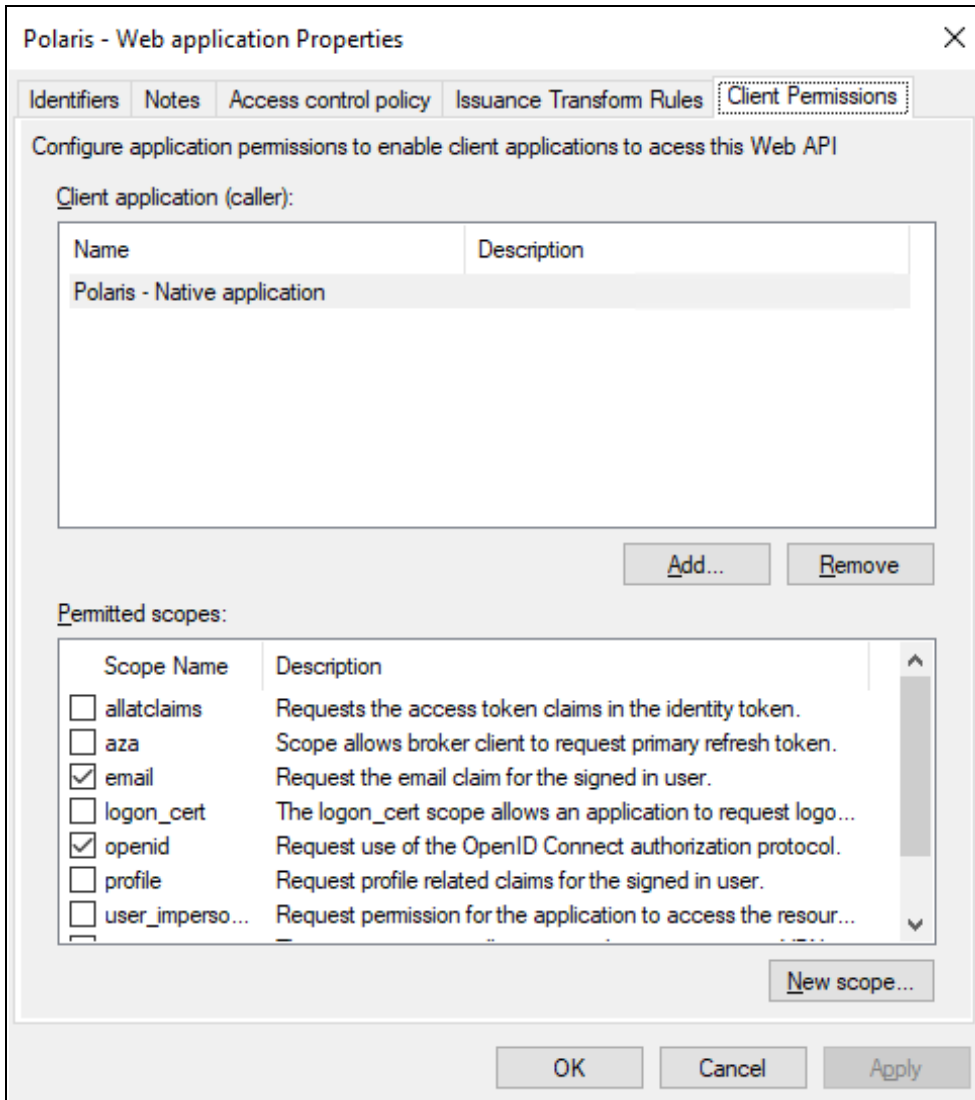 Polaris - Web application Properties
Identifiers Notes Access control policy Issuance Transform Rules Client Permissions
Configure application permissions to enable client applications to acess this Web API
Client application (caller):
Name Description
Polaris - Native application
Add... Remove
Permitted scopes:
Scope Name Description
allatclaims Requests the access token claims in the identity token.
aza Scope allows broker client to request primary refresh token.
email Request the email claim for the signed in user.
logon_cert The logon_cert scope allows an application to request logo...
openid Request use of the OpenID Connect authorization protocol.
profile Request profile related claims for the signed in user.
user_imperso... Request permission for the application to access the resour...
New scope...
OK Cancel Apply